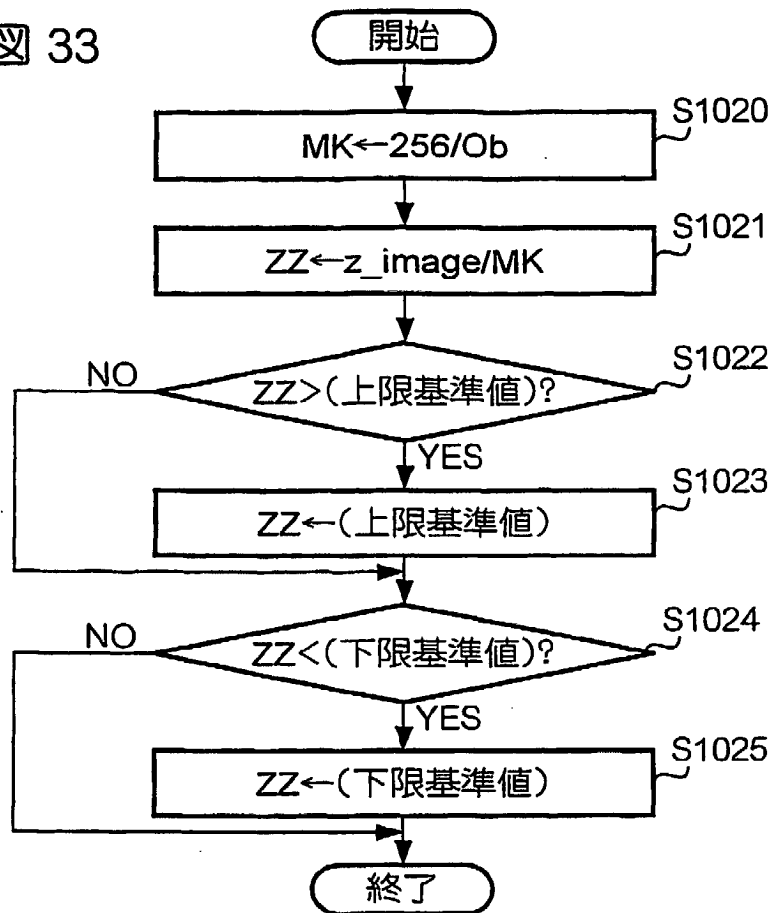 図 33
開始
S1020
MK←256/Ob
S1021
ZZ←z_image/MK
S1022
NO
ZZ>(上限基準値)?
YES
S1023
ZZ←(上限基準値)
S1024
NO
ZZ<(下限基準値)?
YES
S1025
ZZ←(下限基準値)
終了